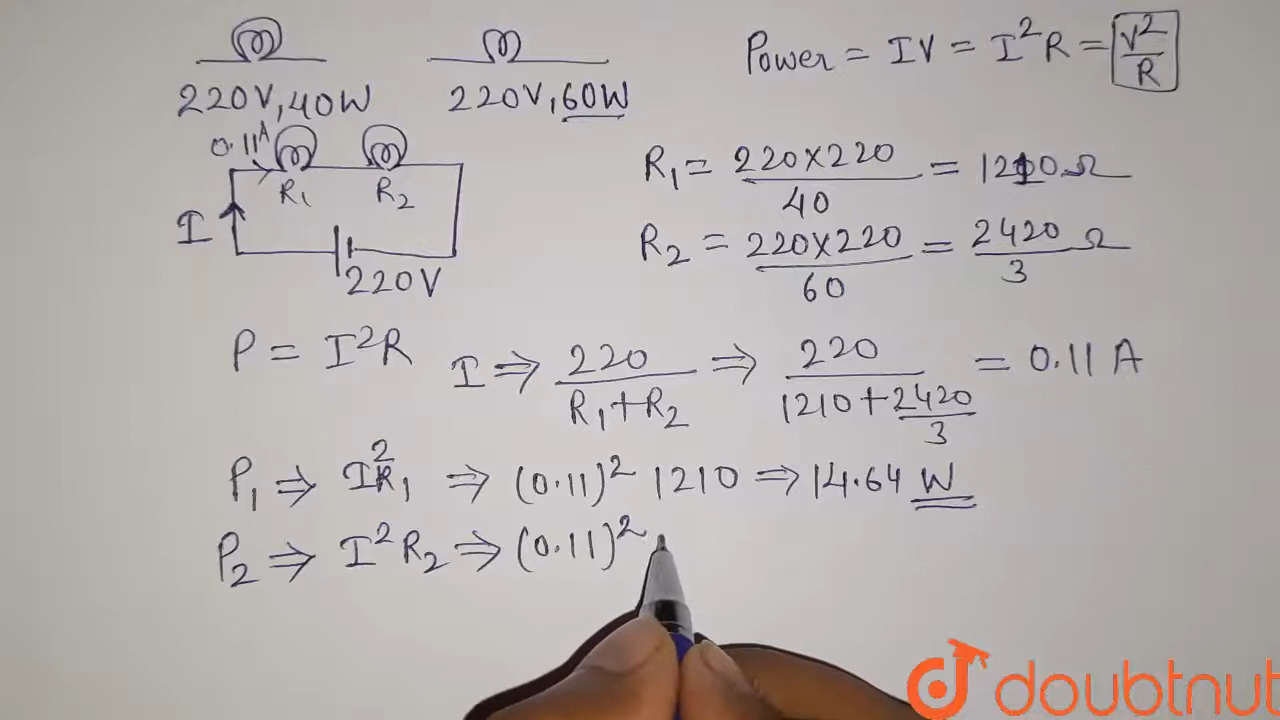 220V,40W 220V,60W
Power = IV = I²R = V²/R
0.11A
R₁ R₂
I
220V
R₁ = 220×220/40 = 1210Ω
R₂ = 220×220/60 = 2420/3 Ω
P = I²R
I ⇒ 220/R₁+R₂ ⇒ 220/1210+2420/3 = 0.11 A
P₁ ⇒ I²R₁ ⇒ (0.11)² 1210 ⇒ 14.64 W
P₂ ⇒ I²R₂ ⇒ (0.11)²
doubtnut